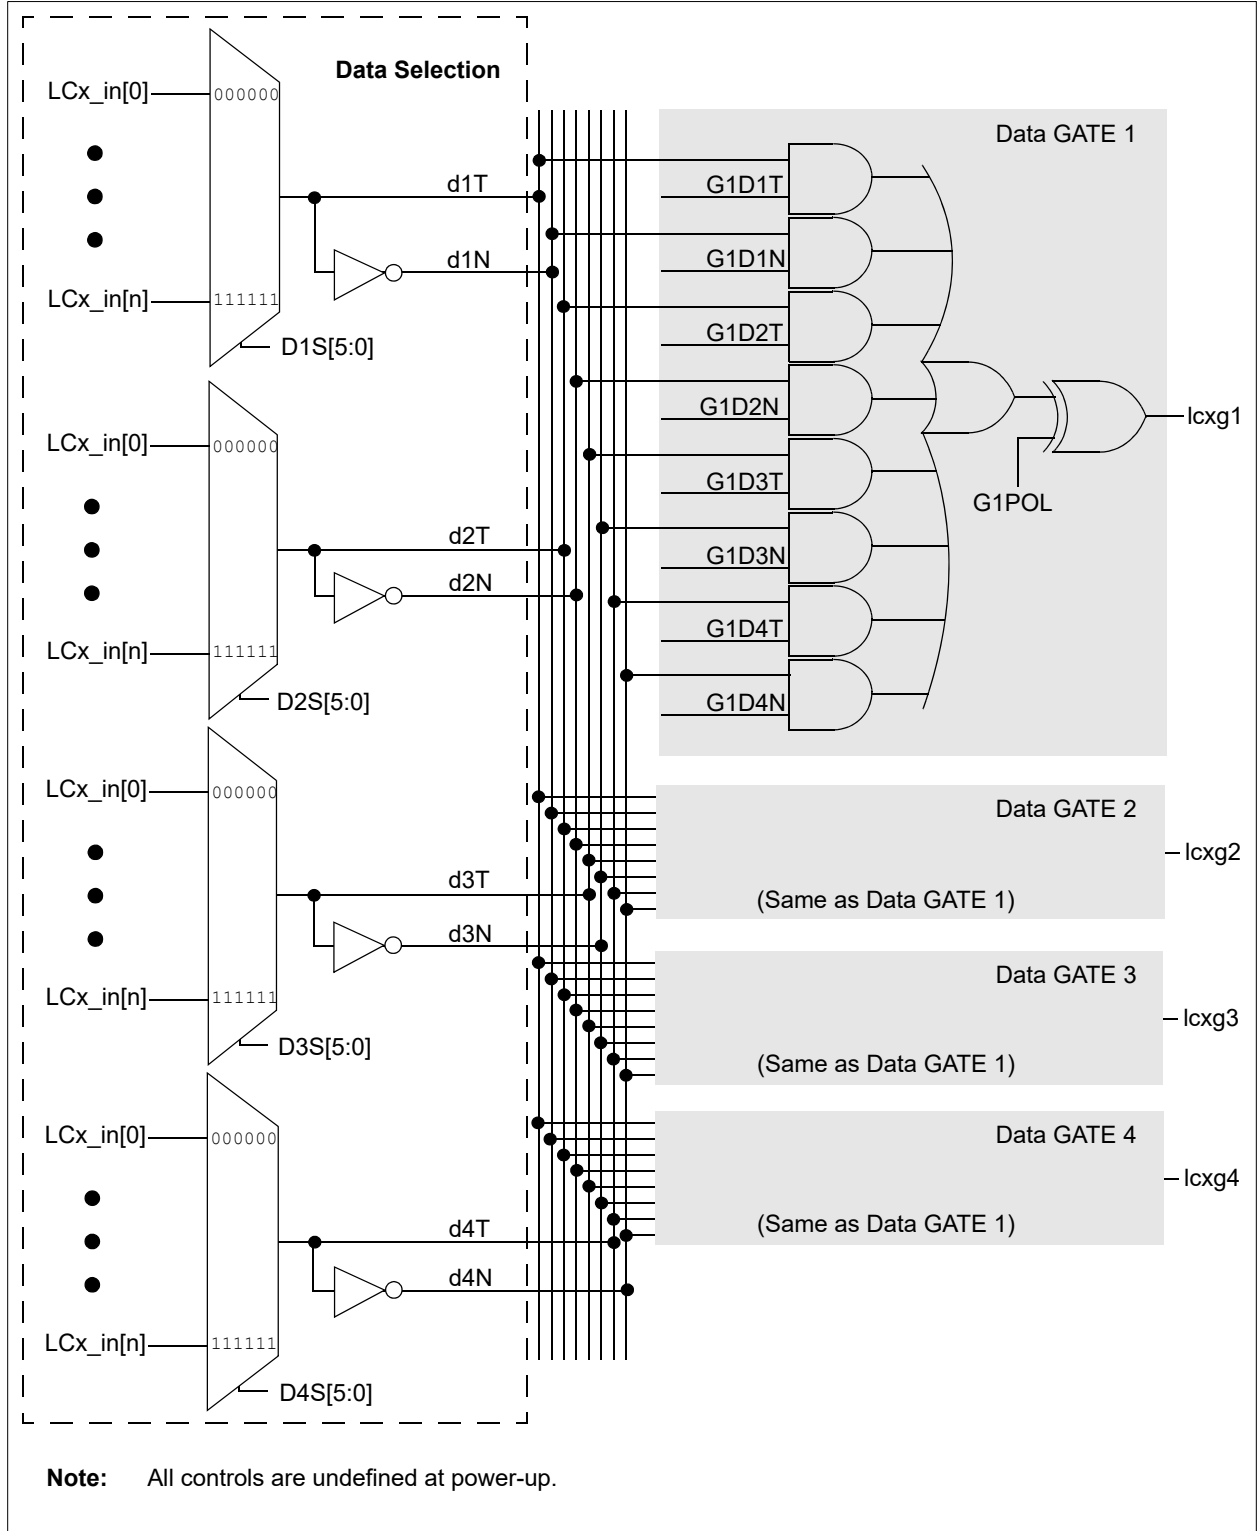 Data Selection
LCx_in[0]
000000
d1T
d1N
LCx_in[n]
111111
D1S[5:0]
LCx_in[0]
000000
d2T
d2N
LCx_in[n]
111111
D2S[5:0]
LCx_in[0]
000000
d3T
d3N
LCx_in[n]
111111
D3S[5:0]
LCx_in[0]
000000
d4T
d4N
LCx_in[n]
111111
D4S[5:0]
Data GATE 1
G1D1T
G1D1N
G1D2T
G1D2N
G1D3T
G1D3N
G1D4T
G1D4N
G1POL
lcxg1
Data GATE 2
(Same as Data GATE 1)
lcxg2
Data GATE 3
(Same as Data GATE 1)
lcxg3
Data GATE 4
(Same as Data GATE 1)
lcxg4
Note: All controls are undefined at power-up.